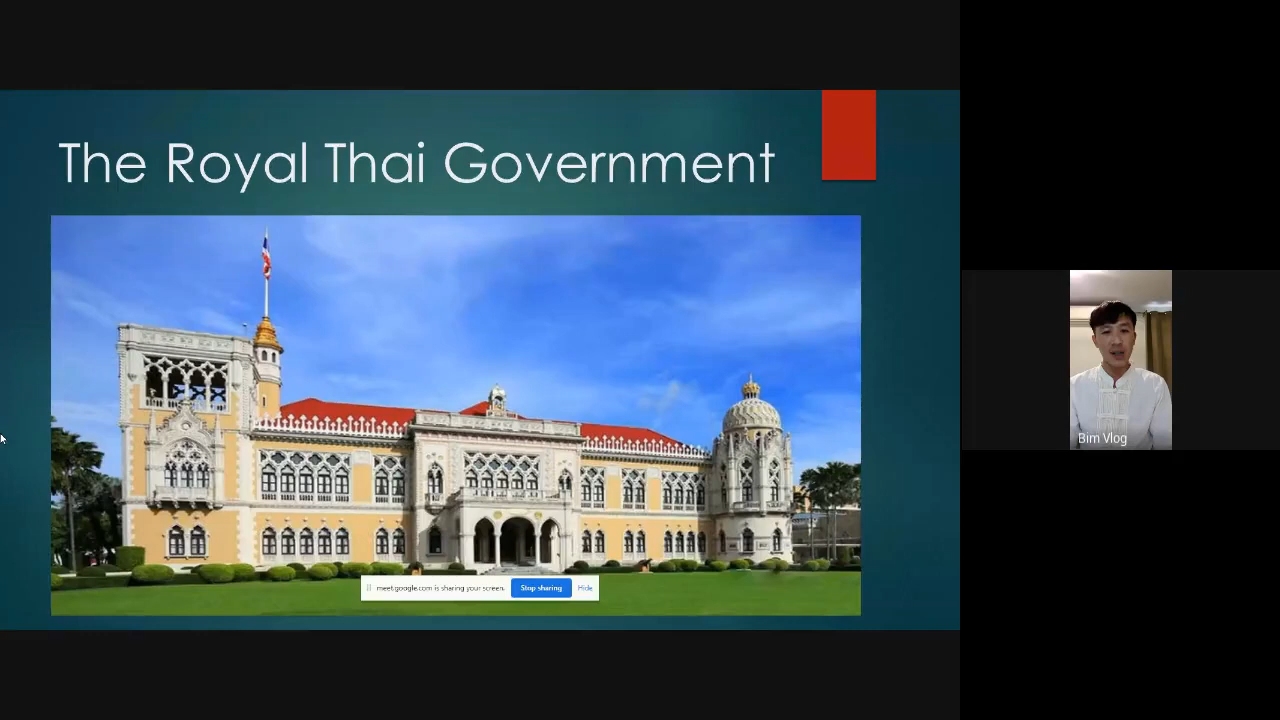 The Royal Thai Government
meet.google.com is sharing your screen. Stop sharing Hide
Bim Vlog